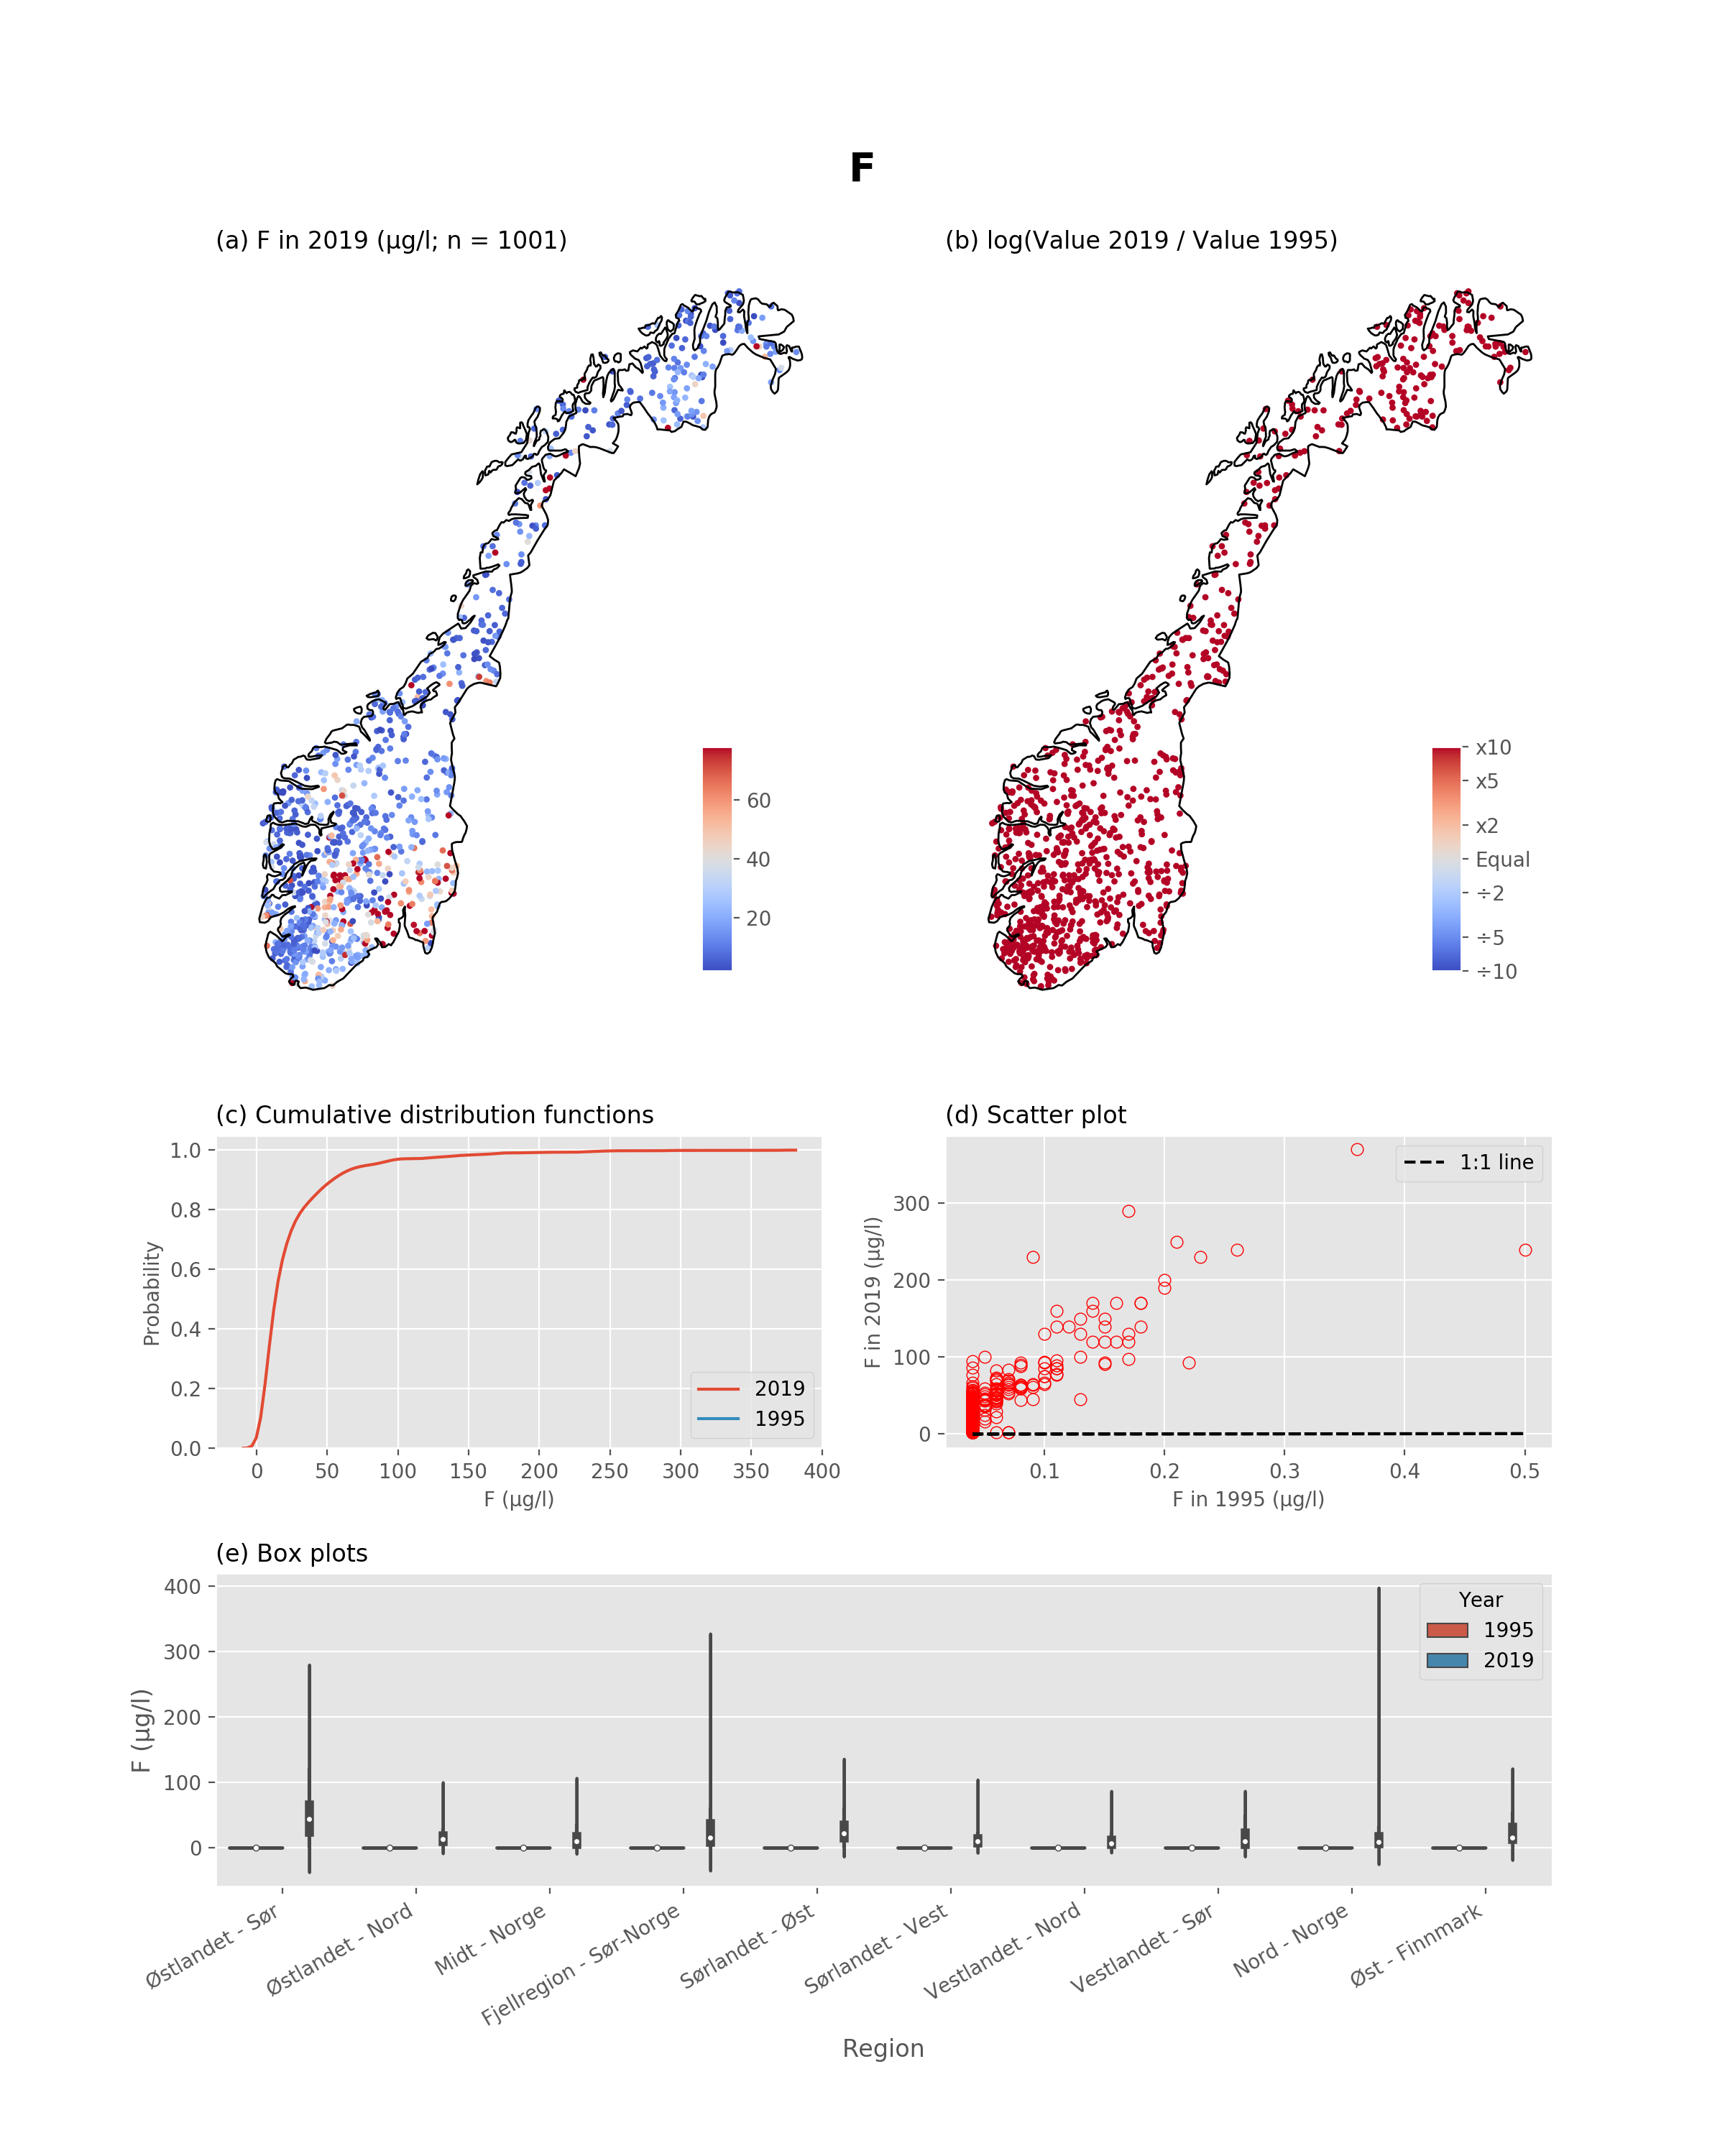 F
(a) F in 2019 (µg/l; n = 1001)
(b) log(Value 2019 / Value 1995)
60
40
20
x10
x5
x2
Equal
÷2
÷5
÷10
(c) Cumulative distribution functions
1.0
0.8
0.6
0.4
0.2
0.0
Probability
0 50 100 150 200 250 300 350 400
F (µg/l)
2019
1995
(d) Scatter plot
1:1 line
300
200
100
0
F in 2019 (µg/l)
0.1 0.2 0.3 0.4 0.5
F in 1995 (µg/l)
(e) Box plots
400
300
200
100
0
F (µg/l)
Year
1995
2019
Østlandet - Sør
Østlandet - Nord
Midt - Norge
Fjellregion - Sør-Norge
Sørlandet - Øst
Sørlandet - Vest
Vestlandet - Nord
Vestlandet - Sør
Nord - Norge
Øst - Finnmark
Region